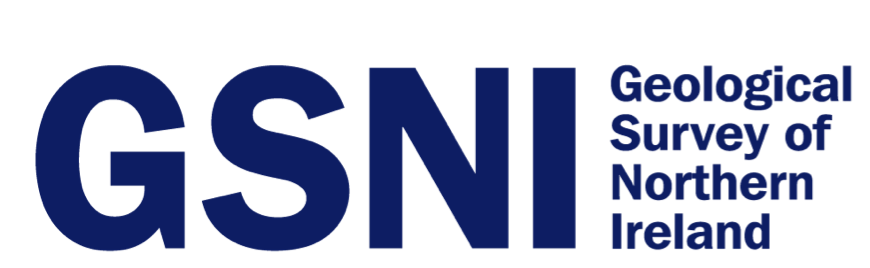 GSNI
Geological
Survey of
Northern
Ireland